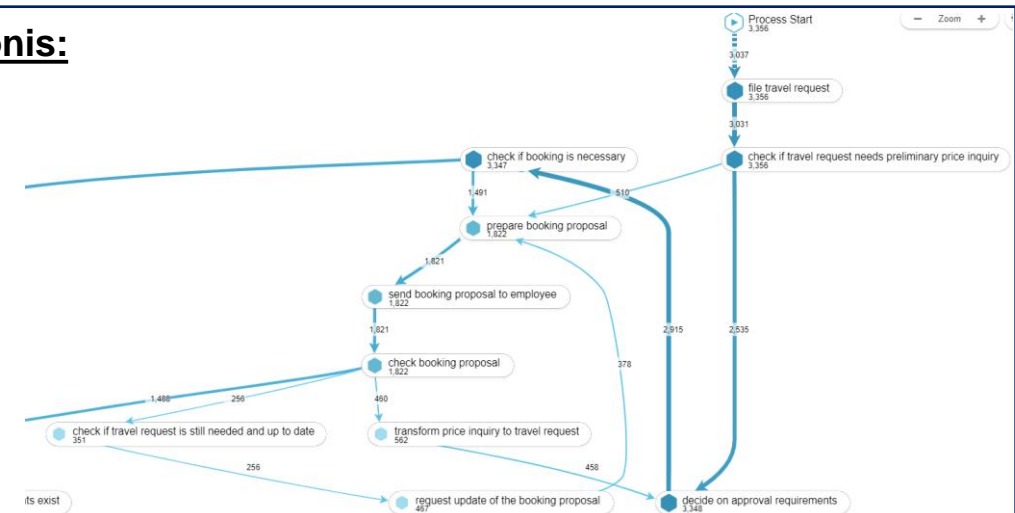 onis:
Process Start
3,356
− Zoom +
3,037
file travel request
3,356
3,031
check if booking is necessary
3,347
check if travel request needs preliminary price inquiry
3,356
1,491
510
prepare booking proposal
1,822
1,821
send booking proposal to employee
1,822
1,821
2,915
2,535
check booking proposal
1,822
378
1,488
256
460
check if travel request is still needed and up to date
351
transform price inquiry to travel request
562
256
458
its exist
request update of the booking proposal
467
decide on approval requirements
3,348